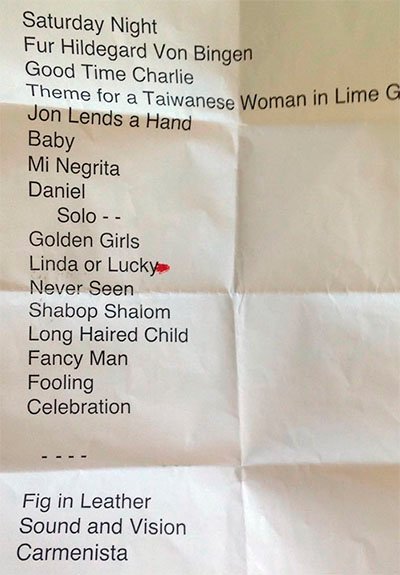 Saturday Night
Fur Hildegard Von Bingen
Good Time Charlie
Theme for a Taiwanese Woman in Lime G
Jon Lends a Hand
Baby
Mi Negrita
Daniel
Solo - -
Golden Girls
Linda or Lucky
Never Seen
Shabop Shalom
Long Haired Child
Fancy Man
Fooling
Celebration
- - - -
Fig in Leather
Sound and Vision
Carmenista